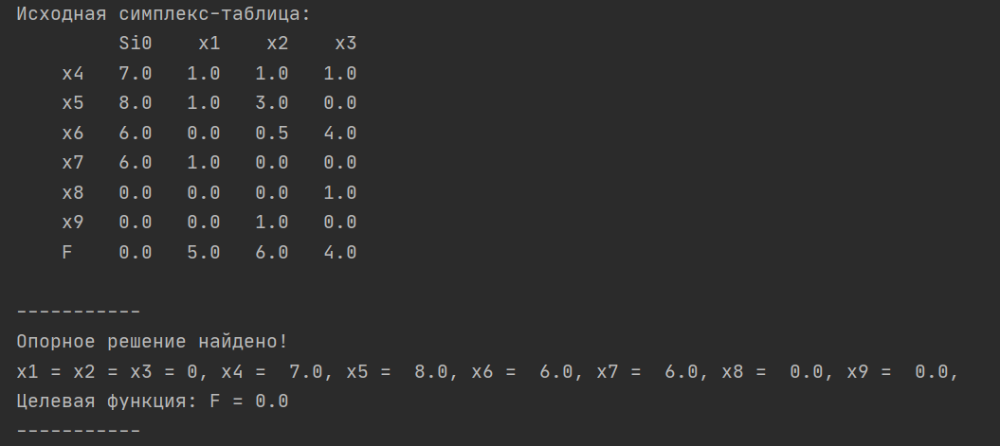 Исходная симплекс-таблица:
Si0 x1 x2 x3
x4 7.0 1.0 1.0 1.0
x5 8.0 1.0 3.0 0.0
x6 6.0 0.0 0.5 4.0
x7 6.0 1.0 0.0 0.0
x8 0.0 0.0 0.0 1.0
x9 0.0 0.0 1.0 0.0
F 0.0 5.0 6.0 4.0
-----------
Опорное решение найдено!
x1 = x2 = x3 = 0, x4 =  7.0, x5 =  8.0, x6 =  6.0, x7 =  6.0, x8 =  0.0, x9 =  0.0,
Целевая функция: F = 0.0
-----------